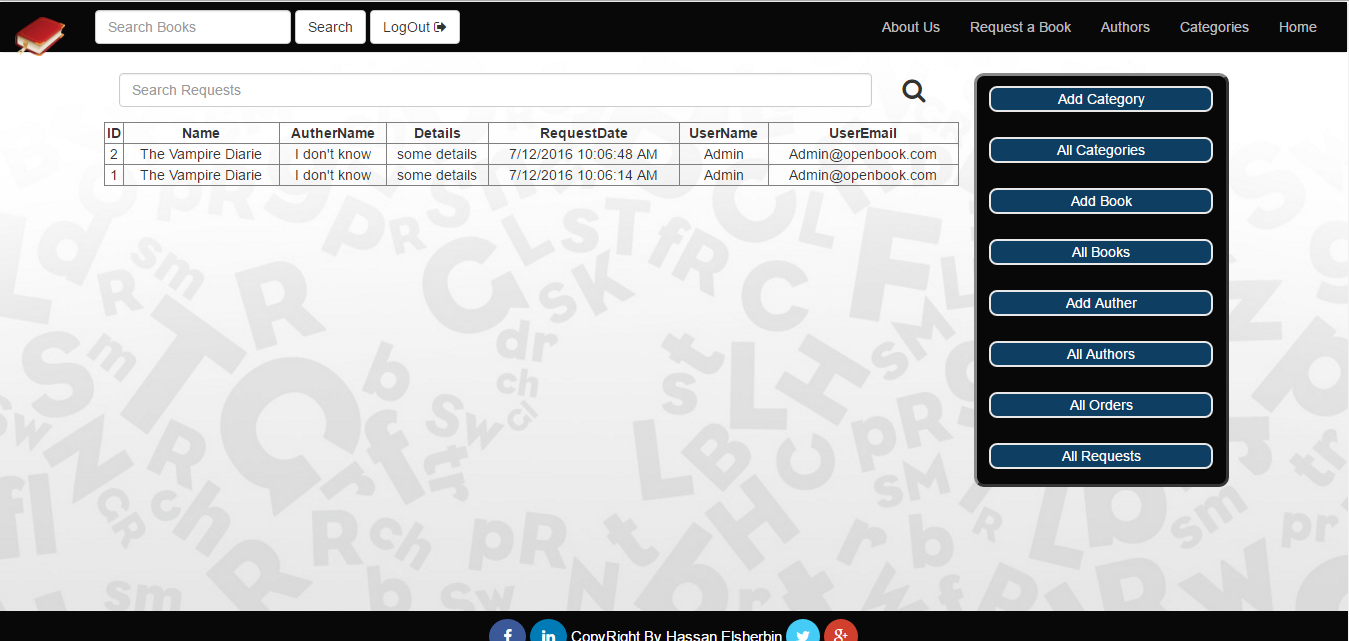 Search Books Search LogOut About Us Request a Book Authors Categories Home
Search Requests
ID Name AutherName Details RequestDate UserName UserEmail
2 The Vampire Diarie I don't know some details 7/12/2016 10:06:48 AM Admin Admin@openbook.com
1 The Vampire Diarie I don't know some details 7/12/2016 10:06:14 AM Admin Admin@openbook.com
Add Category
All Categories
Add Book
All Books
Add Auther
All Authors
All Orders
All Requests
CopyRight By Hassan Elsherbin